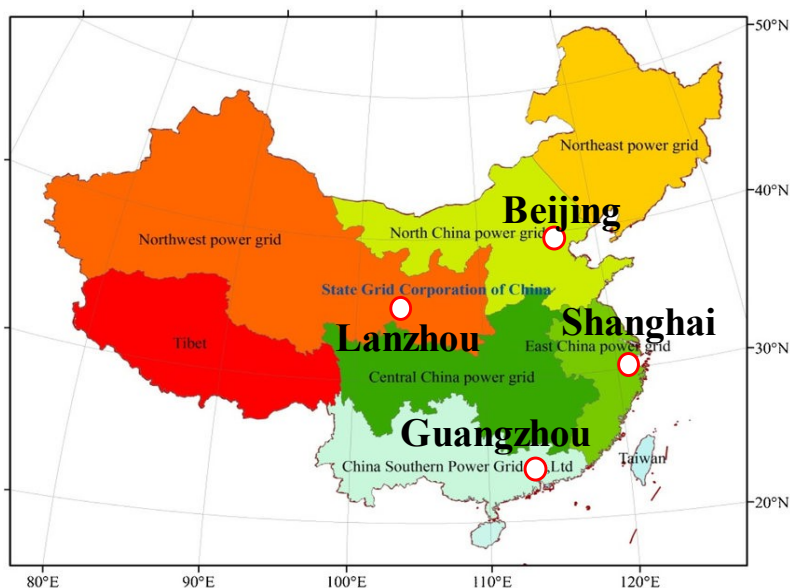 50°N
Northeast power grid
40°N
Beijing
North China power grid
Northwest power grid
State Grid Corporation of China
Shanghai
Lanzhou
East China power grid
30°N
Tibet
Central China power grid
Guangzhou
China Southern Power Grid ,Ltd
Taiwan
20°N
80°E 90°E 100°E 110°E 120°E